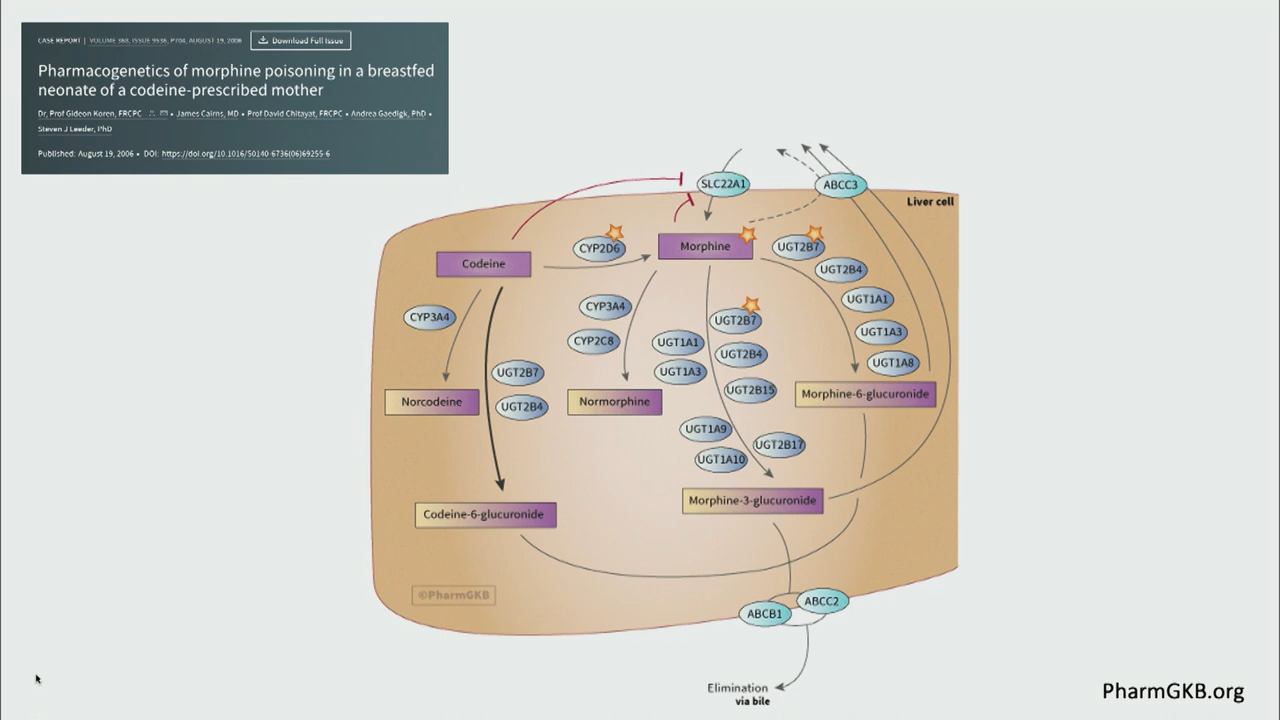 CASE REPORT | VOLUME 368, ISSUE 9536, P704, AUGUST 19, 2006
Download Full Issue
Pharmacogenetics of morphine poisoning in a breastfed
neonate of a codeine-prescribed mother
Dr, Prof Gideon Koren, FRCPC • James Cairns, MD • Prof David Chitayat, FRCPC • Andrea Gaedigk, PhD •
Steven J Leeder, PhD
Published: August 19, 2006 • DOI: https://doi.org/10.1016/S0140-6736(06)69255-6
SLC22A1
ABCC3
Liver cell
CYP2D6
Morphine
UGT2B7
Codeine
UGT2B4
CYP3A4
CYP3A4
UGT2B7
UGT1A1
CYP2C8
UGT1A1
UGT2B4
UGT1A3
UGT2B7
UGT1A3
UGT1A8
UGT2B4
UGT2B15
Morphine-6-glucuronide
Norcodeine
Normorphine
UGT1A9
UGT2B17
UGT1A10
Codeine-6-glucuronide
Morphine-3-glucuronide
©PharmGKB
ABCB1
ABCC2
Elimination
via bile
PharmGKB.org